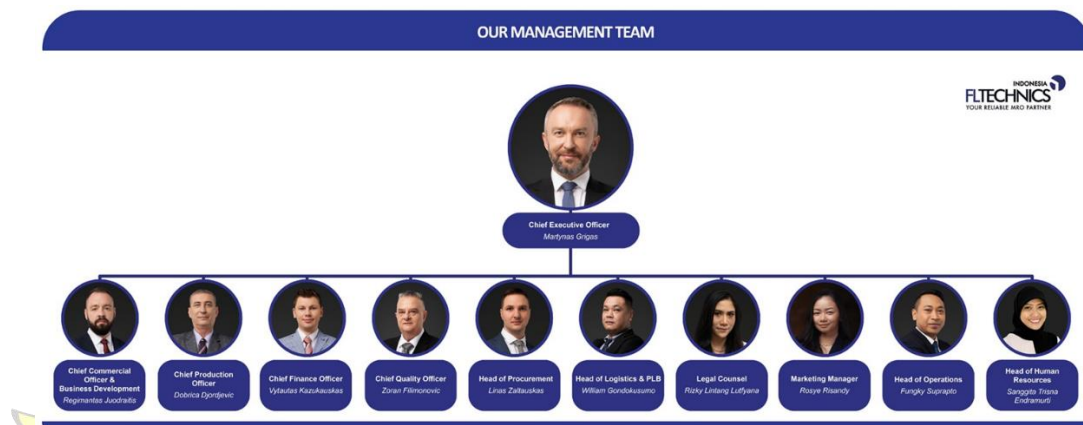 OUR MANAGEMENT TEAM
INDONESIA
FLTECHNICS
YOUR RELIABLE MRO PARTNER
Chief Executive Officer
Martynas Grigas
Chief Commercial
Officer &
Business Development
Regimantas Juodraitis
Chief Production
Officer
Dobrica Djordjevic
Chief Finance Officer
Vytautas Kazukauskas
Chief Quality Officer
Zoran Filimonovic
Head of Procurement
Linas Zaltauskas
Head of Logistics & PLB
William Gondokusumo
Legal Counsel
Rizky Lintang Lutfyana
Marketing Manager
Rosye Risandy
Head of Operations
Fungky Suprapto
Head of Human
Resources
Sanggita Trisna
Endramurti